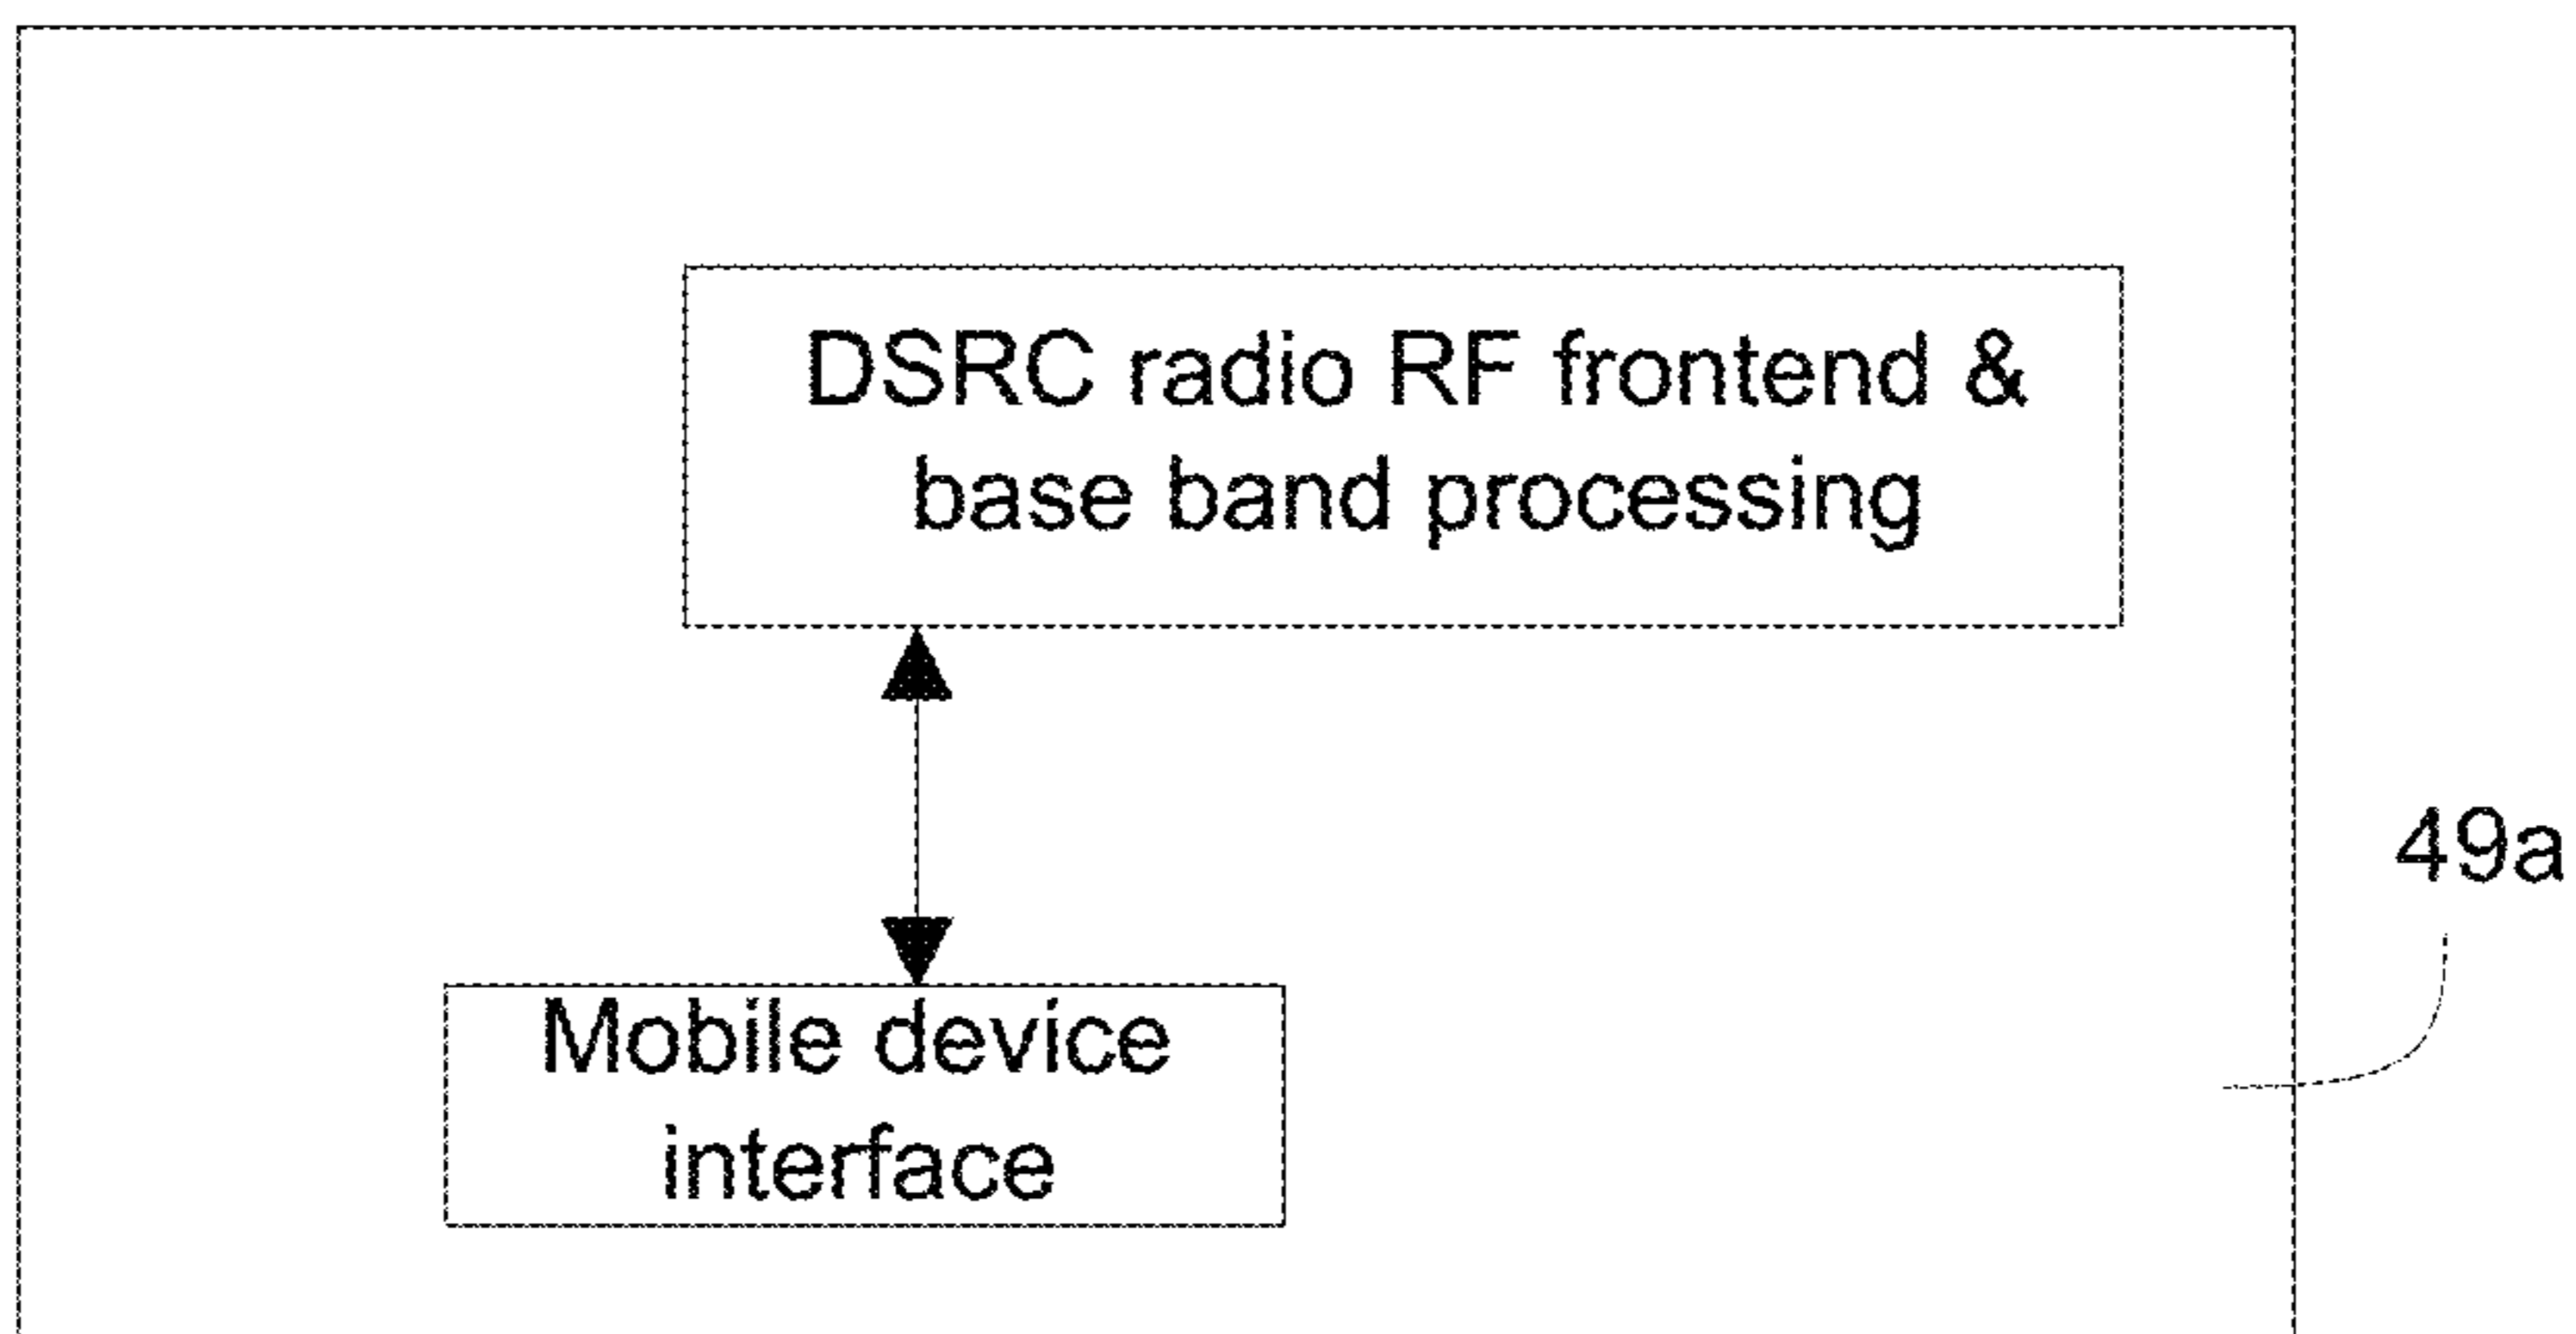 DSRC radio RF frontend &
base band processing
49a
Mobile device
interface